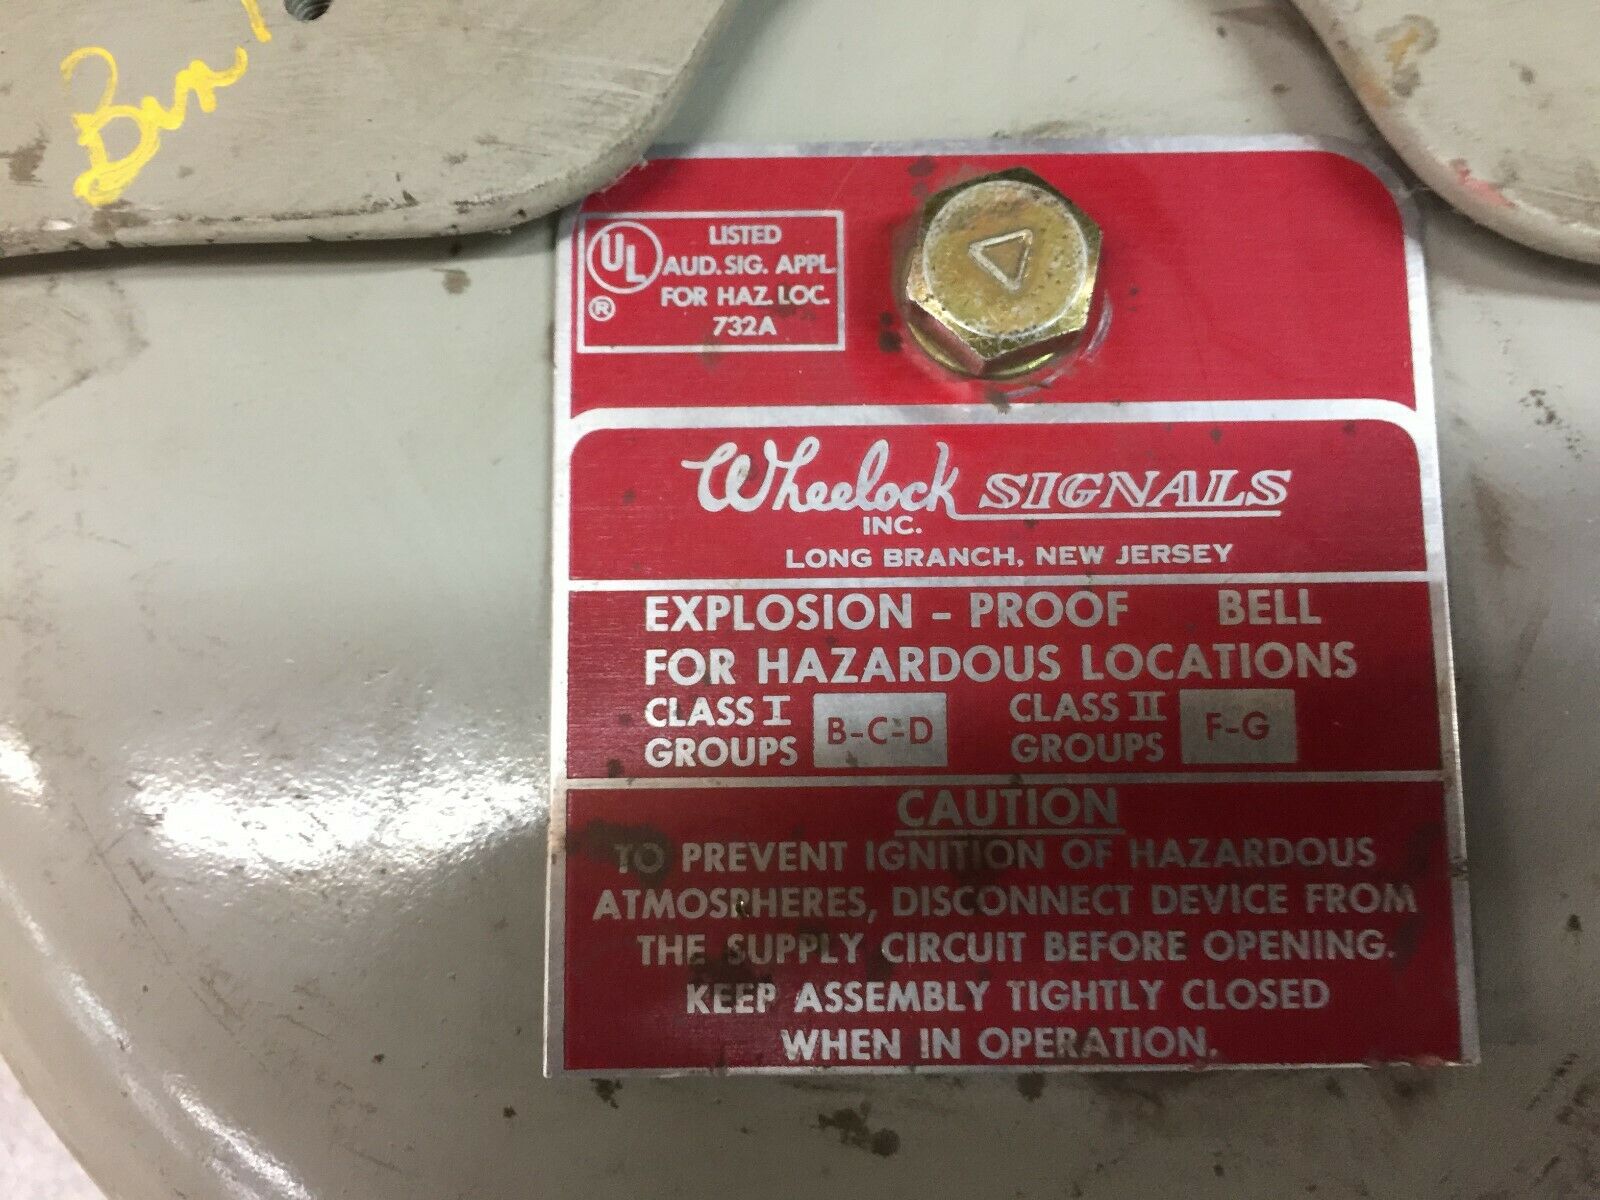 UL
LISTED
AUD. SIG. APPL.
FOR HAZ. LOC.
732A
®
Wheelock SIGNALS
INC.
LONG BRANCH, NEW JERSEY
EXPLOSION - PROOF BELL
FOR HAZARDOUS LOCATIONS
CLASS I GROUPS B-C-D CLASS II GROUPS F-G
CAUTION
TO PREVENT IGNITION OF HAZARDOUS
ATMOSPHERES, DISCONNECT DEVICE FROM
THE SUPPLY CIRCUIT BEFORE OPENING.
KEEP ASSEMBLY TIGHTLY CLOSED
WHEN IN OPERATION.